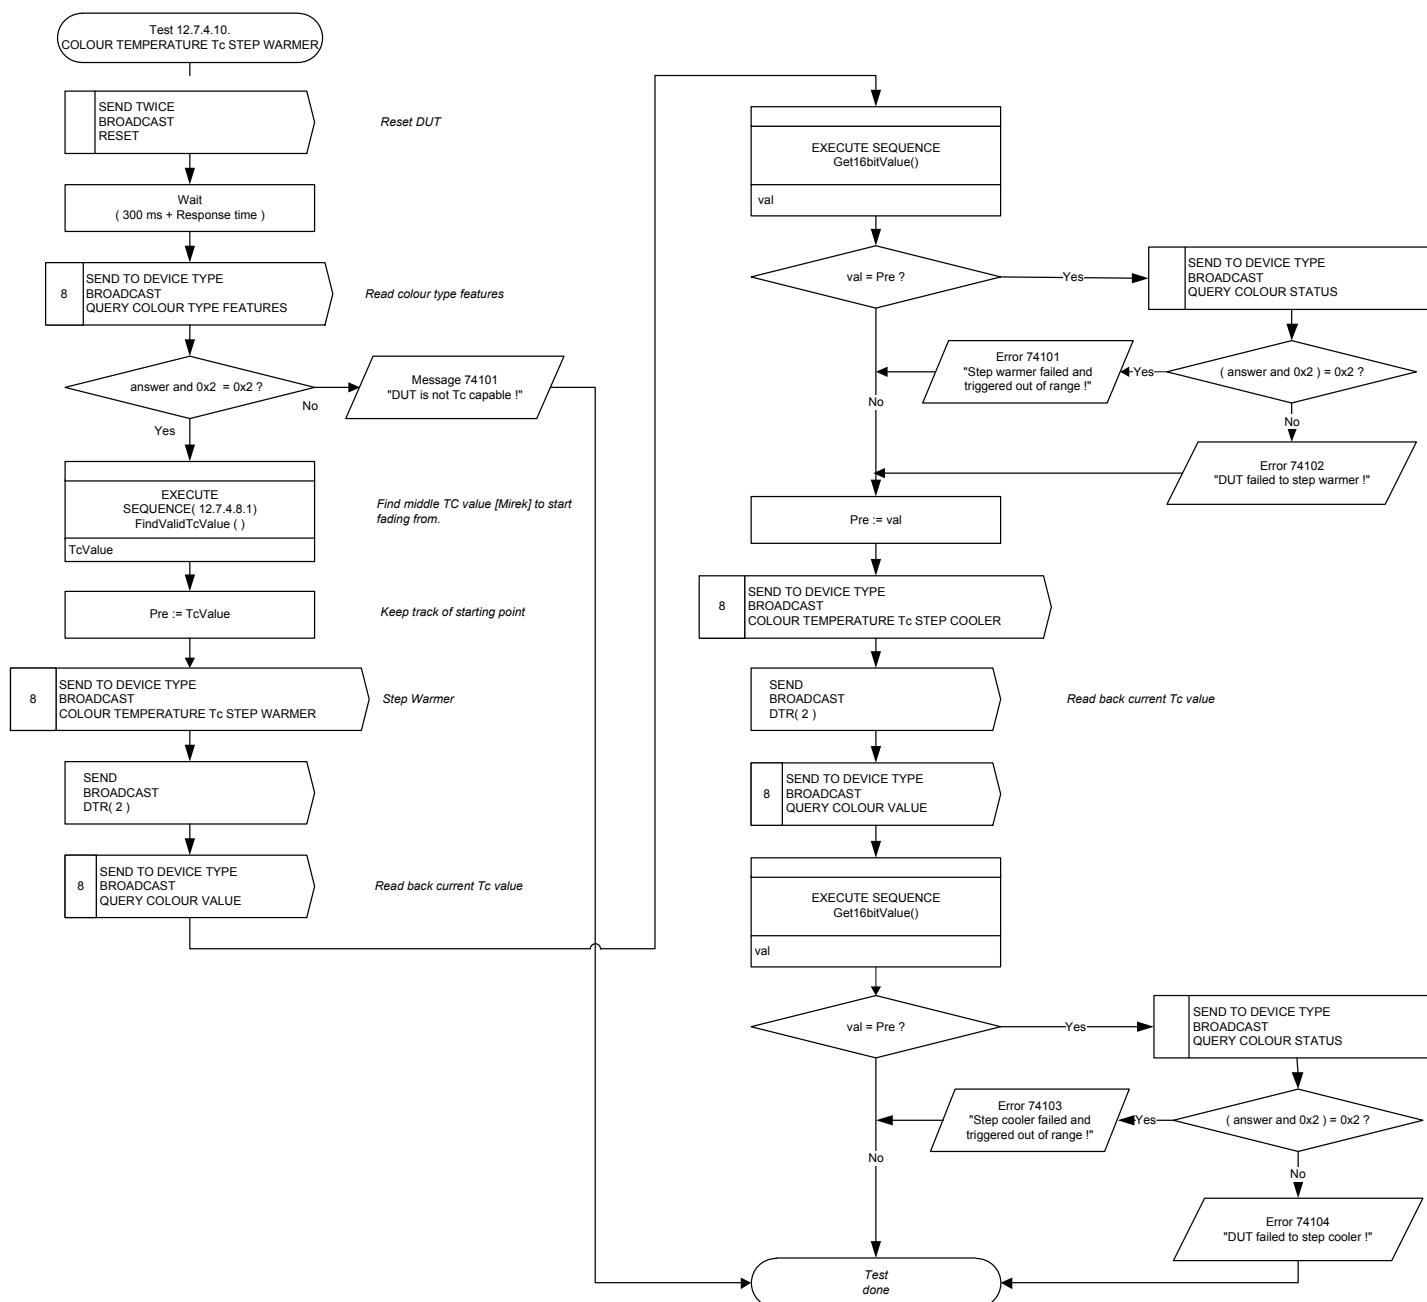 Test 12.7.4.10.
COLOUR TEMPERATURE Tc STEP WARMER
SEND TWICE
BROADCAST
RESET
Reset DUT
Wait
( 300 ms + Response time )
8
SEND TO DEVICE TYPE
BROADCAST
QUERY COLOUR TYPE FEATURES
Read colour type features
answer and 0x2 = 0x2 ?
No
Message 74101
"DUT is not Tc capable !"
Yes
EXECUTE
SEQUENCE( 12.7.4.8.1)
FindValidTcValue ( )
TcValue
Find middle TC value [Mirek] to start
fading from.
Pre := TcValue
Keep track of starting point
8
SEND TO DEVICE TYPE
BROADCAST
COLOUR TEMPERATURE Tc STEP WARMER
Step Warmer
SEND
BROADCAST
DTR( 2 )
8
SEND TO DEVICE TYPE
BROADCAST
QUERY COLOUR VALUE
Read back current Tc value
EXECUTE SEQUENCE
Get16bitValue()
val
val = Pre ?
Yes
SEND TO DEVICE TYPE
BROADCAST
QUERY COLOUR STATUS
( answer and 0x2 ) = 0x2 ?
Yes
Error 74101
"Step warmer failed and
triggered out of range !"
No
No
Error 74102
"DUT failed to step warmer !"
Pre := val
8
SEND TO DEVICE TYPE
BROADCAST
COLOUR TEMPERATURE Tc STEP COOLER
SEND
BROADCAST
DTR( 2 )
Read back current Tc value
8
SEND TO DEVICE TYPE
BROADCAST
QUERY COLOUR VALUE
EXECUTE SEQUENCE
Get16bitValue()
val
val = Pre ?
Yes
SEND TO DEVICE TYPE
BROADCAST
QUERY COLOUR STATUS
( answer and 0x2 ) = 0x2 ?
Yes
Error 74103
"Step cooler failed and
triggered out of range !"
No
No
Error 74104
"DUT failed to step cooler !"
Test
done